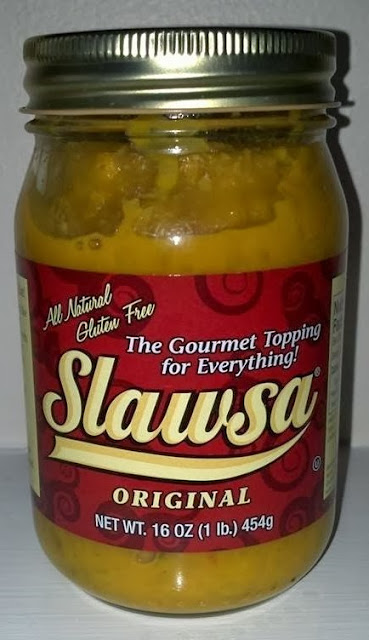 All Natural
Gluten Free
The Gourmet Topping
for Everything!
Slawsa®
ORIGINAL
NET WT. 16 OZ (1 lb.) 454g